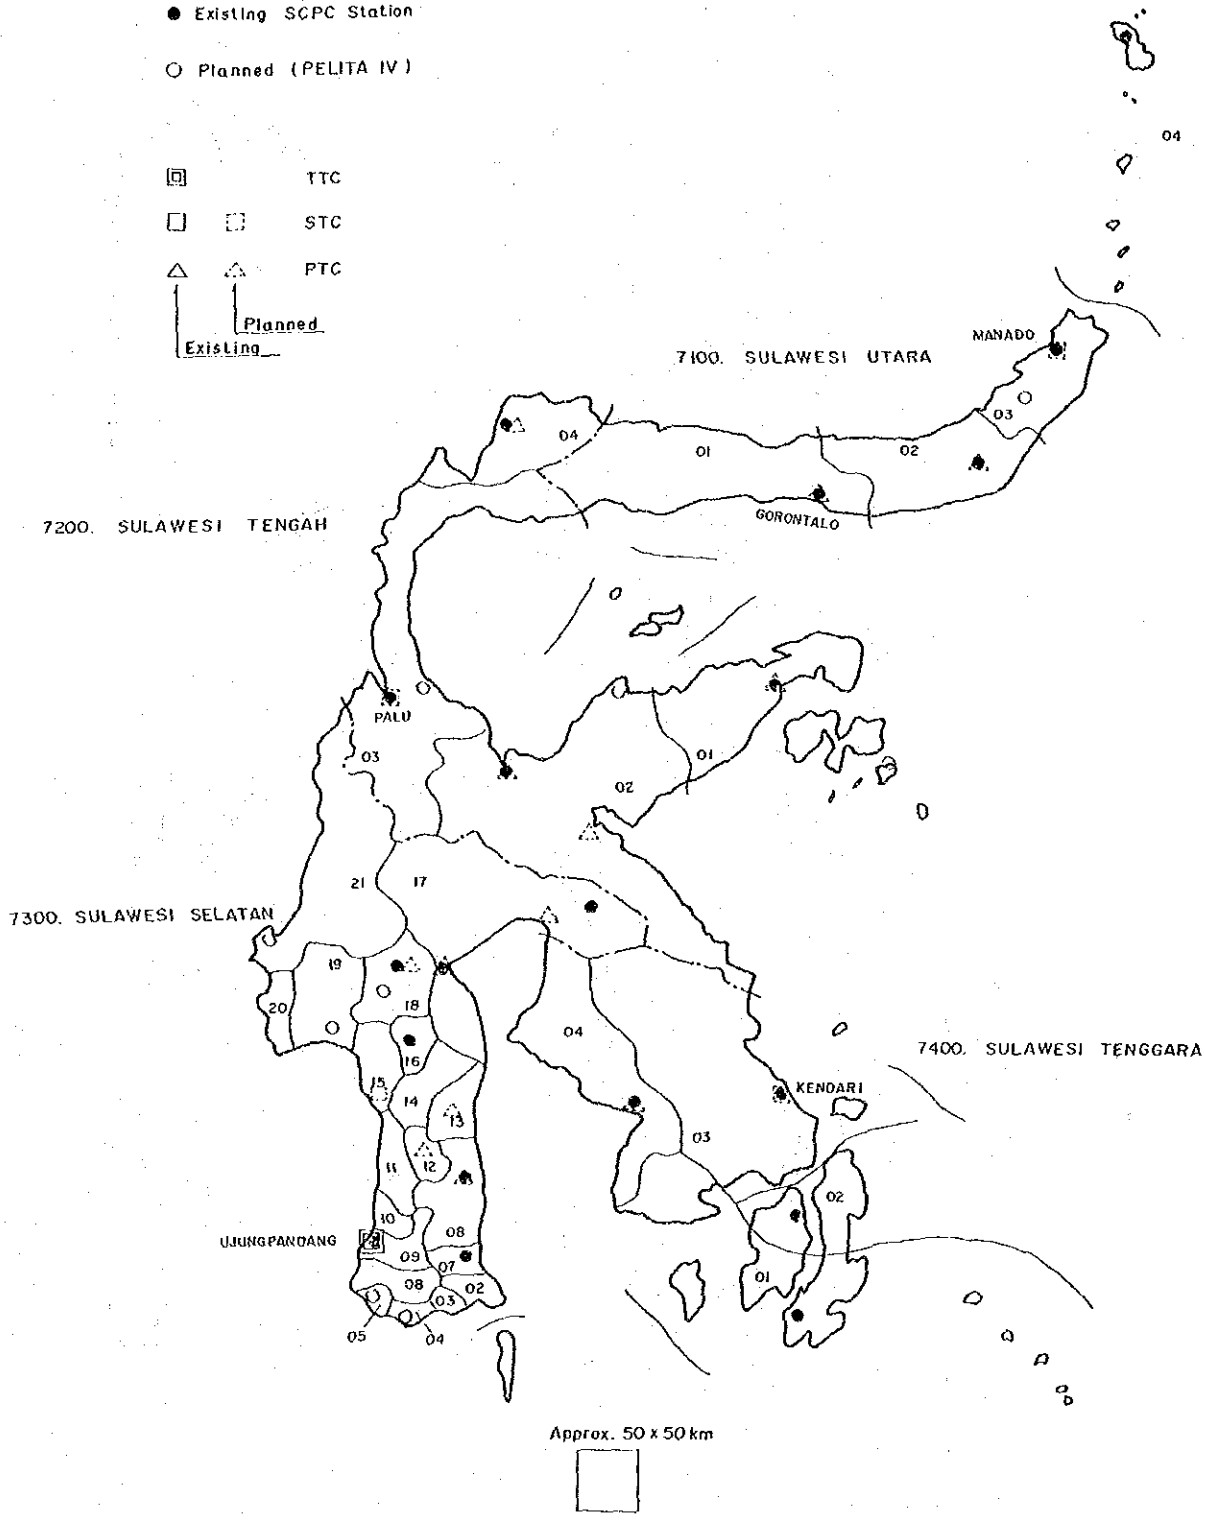 Existing SCPC Station
Planned (PELITA IV)
04
TTC
STC
PTC
Planned
Existing
MANADO
7100. SULAWESI UTARA
03
04
01
02
7200. SULAWESI TENGAH
GORONTALO
PALU
03
01
02
21
17
7300. SULAWESI SELATAN
19
20
18
04
7400. SULAWESI TENGGARA
16
15
KENDARI
14
13
03
12
11
02
10
UJUNGPANDANG
08
09
07
01
08
02
03
05
04
Approx. 50 x 50 km